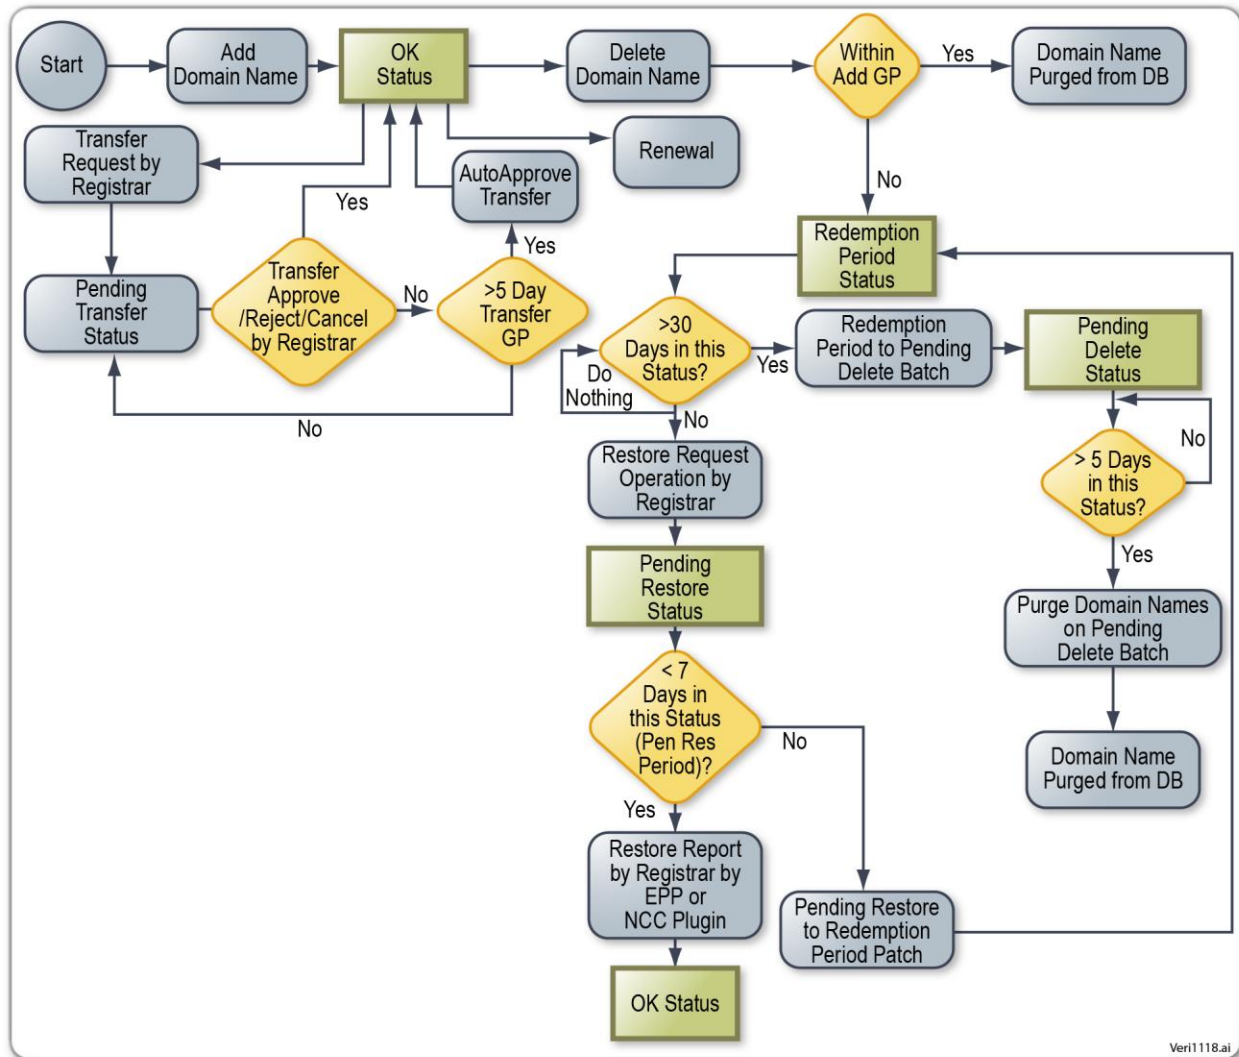 Start
Add
Domain Name
OK
Status
Delete
Domain Name
Within
Add GP
Yes
Domain Name
Purged from DB
Transfer
Request by
Registrar
Renewal
AutoApprove
Transfer
Yes
No
Yes
Redemption
Period
Status
Pending
Transfer
Status
Transfer
Approve
/Reject/Cancel
by Registrar
No
>5 Day
Transfer
GP
No
>30
Days in this
Status?
Do
Nothing
Yes
No
Redemption
Period to Pending
Delete Batch
Pending
Delete
Status
No
> 5 Days
in this
Status?
Yes
Restore Request
Operation by
Registrar
Pending
Restore
Status
Purge Domain Names
on Pending
Delete Batch
< 7
Days in
this Status
(Pen Res
Period)?
No
Yes
Domain Name
Purged from DB
Restore Report
by Registrar by
EPP or
NCC Plugin
Pending Restore
to Redemption
Period Patch
OK Status
Veri1118.ai